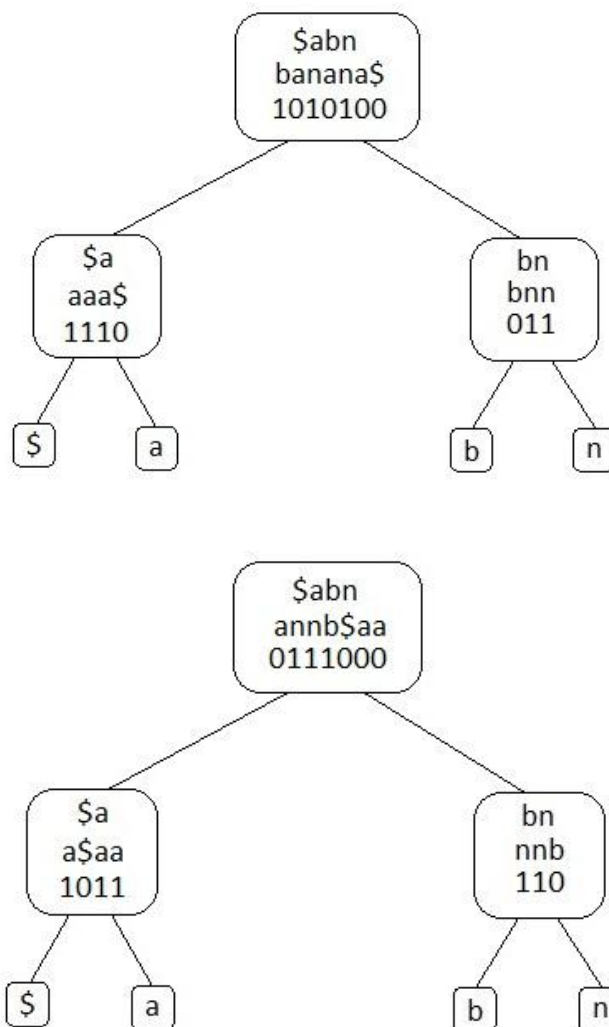 $abn
banana$
1010100
$a
aaa$
1110
bn
bnn
011
$
a
b
n
$abn
annb$aa
0111000
$a
a$aa
1011
bn
nnb
110
$
a
b
n